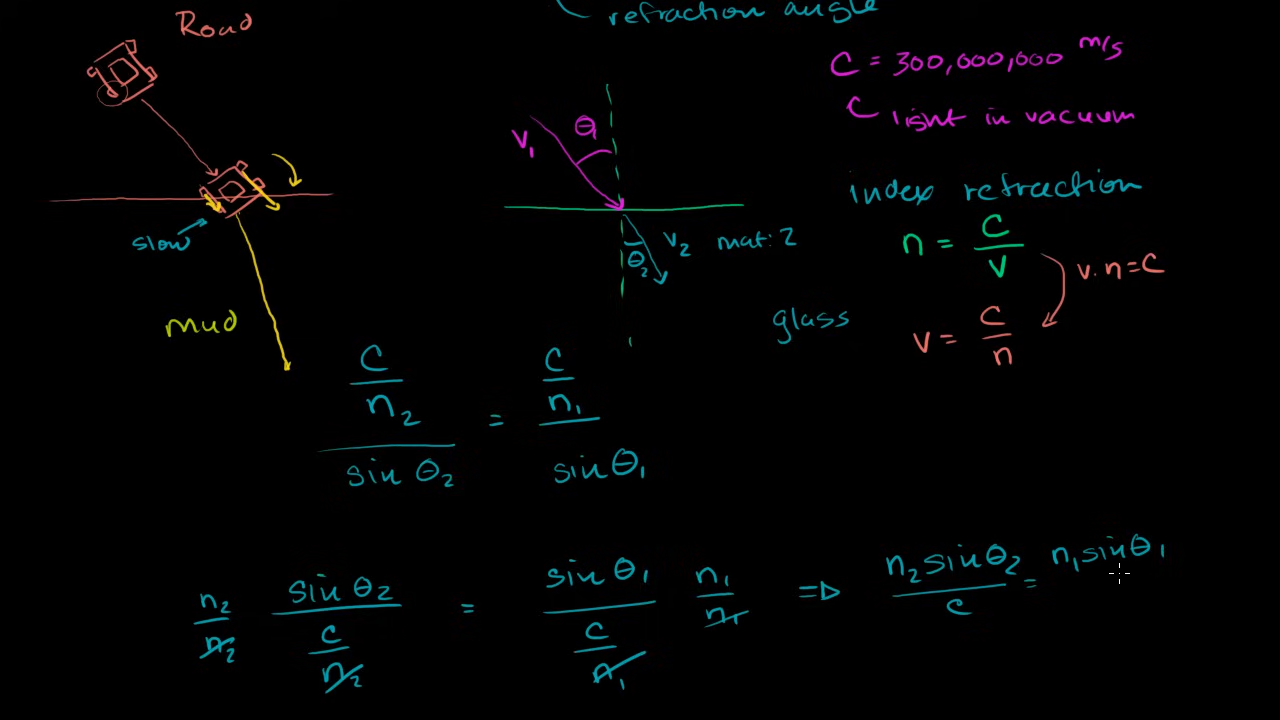 refraction angle
Road
C = 300,000,000 m/s
C light in vacuum
V₁
θ₁
index refraction
n = C/V
v · n = C
slow
θ₂
V₂
mat: 2
mud
glass
v = C/n
(C/n₂)/sin θ₂ = (C/n₁)/sin θ₁
n₂/n₂ sin θ₂/(C/n₂) = sin θ₁/(C/n₁) n₁/n₁ ⇒ n₂ sin θ₂/C = n₁ sin θ₁